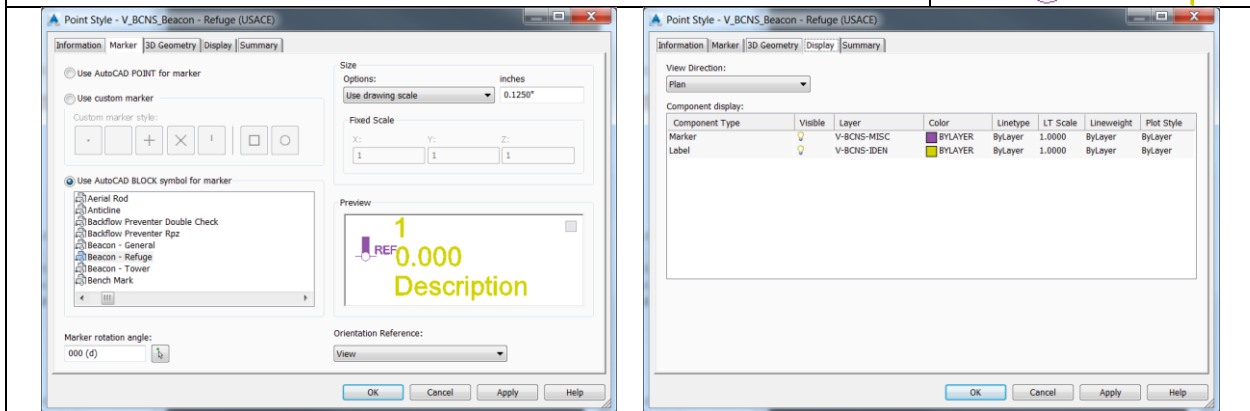 Point Style - V_BCNS_Beacon - Refuge (USACE)
Information Marker 3D Geometry Display Summary
Use AutoCAD POINT for marker
Use custom marker
Custom marker style:
Use AutoCAD BLOCK symbol for marker
Aerial Rod
Anticline
Backflow Preventer Double Check
Backflow Preventer Rpz
Beacon - General
Beacon - Refuge
Beacon - Tower
Bench Mark
Marker rotation angle:
000 (d)
Size
Options: inches
Use drawing scale 0.1250"
Fixed Scale
X: Y: Z:
1 1 1
Preview
1
REF 0.000
Description
Orientation Reference:
View
OK Cancel Apply Help
Point Style - V_BCNS_Beacon - Refuge (USACE)
Information Marker 3D Geometry Display Summary
View Direction:
Plan
Component display:
Component Type Visible Layer Color Linetype LT Scale Lineweight Plot Style
Marker V-BCNS-MISC BYLAYER ByLayer 1.0000 ByLayer ByLayer
Label V-BCNS-IDEN BYLAYER ByLayer 1.0000 ByLayer ByLayer
OK Cancel Apply Help